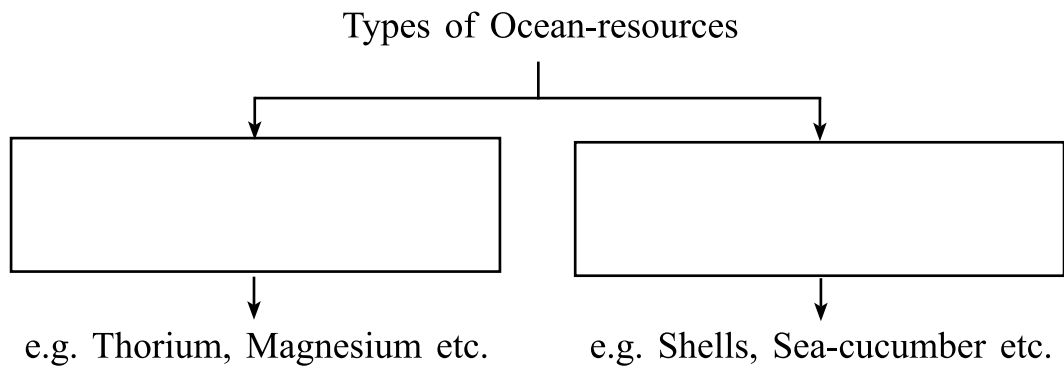 Types of Ocean-resources
e.g. Thorium, Magnesium etc.
e.g. Shells, Sea-cucumber etc.